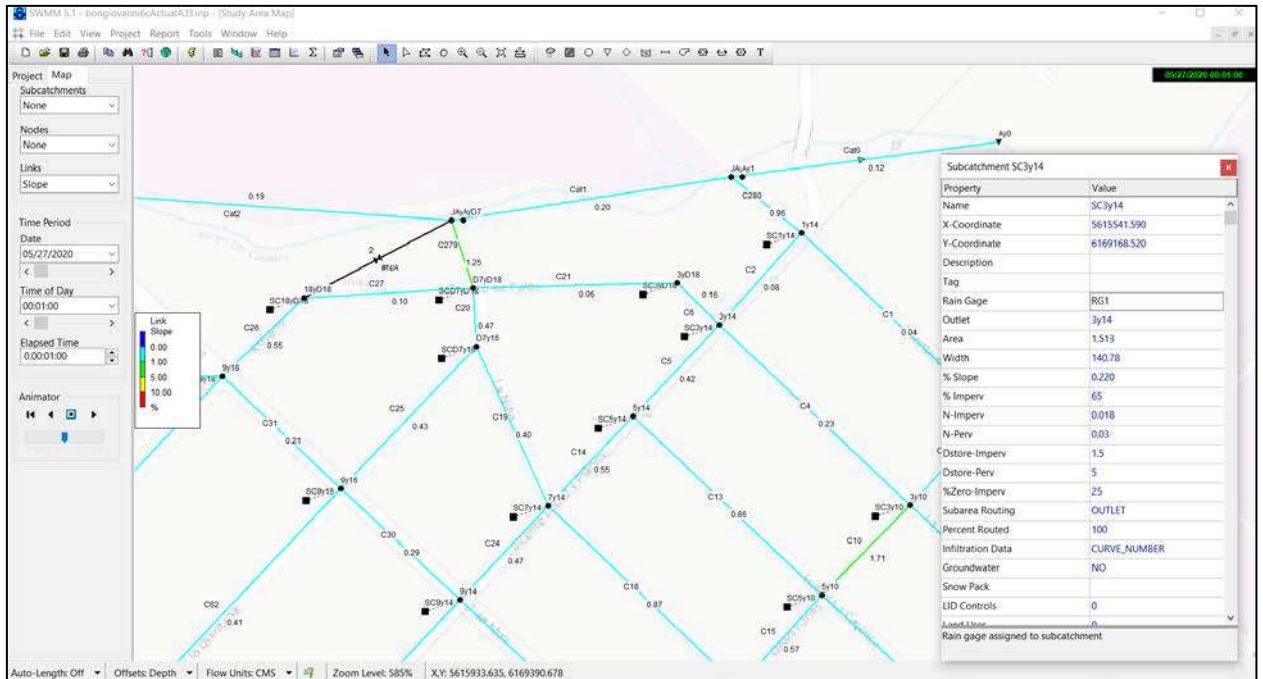 SWMM 5.1 - bongiovanni6cActualAJ3.inp - [Study Area Map]
File Edit View Project Report Tools Window Help
Project Map
Subcatchments
None
Nodes
None
Links
Slope
Time Period
Date
05/27/2020
Time of Day
00:01:00
Elapsed Time
0.00:01:00
Animator
Link
Slope
0.00
1.00
5.00
10.00
%
05/27/2020 00:01:00
Ay0
Cat0
0.12
JAyAy1
Cat1
0.20
C280
0.96
0.19
Cat2
JAyAyD7
1y14
SC1y14
C279
1.25
2
#N/A
C27
0.10
18yD18
SC18yD18
D7yD18
SCD7yD18
C21
0.06
3yD18
SC3yD18
C2
0.08
C6
0.16
3y14
SC3y14
C1
0.04
C20
0.47
C26
0.55
D7y16
SCD7y16
C5
0.42
9y18
C4
0.23
C25
0.43
C19
0.40
5y14
SC5y14
C31
0.21
C14
0.55
9y16
SC9y16
7y14
SC7y14
C13
0.85
3y10
SC3y10
C30
0.29
C24
0.47
C10
1.71
C62
0.41
9y14
SC9y14
C18
0.87
5y10
SC5y10
C15
0.57
Subcatchment SC3y14
Property Value
Name SC3y14
X-Coordinate 5615541.590
Y-Coordinate 6169168.520
Description
Tag
Rain Gage RG1
Outlet 3y14
Area 1.513
Width 140.78
% Slope 0.220
% Imperv 65
N-Imperv 0.018
N-Perv 0.03
Dstore-Imperv 1.5
Dstore-Perv 5
%Zero-Imperv 25
Subarea Routing OUTLET
Percent Routed 100
Infiltration Data CURVE_NUMBER
Groundwater NO
Snow Pack
LID Controls 0
Land Uses 0
Rain gage assigned to subcatchment
Auto-Length: Off Offsets: Depth Flow Units: CMS Zoom Level: 585% X,Y: 5615933.635, 6169390.678